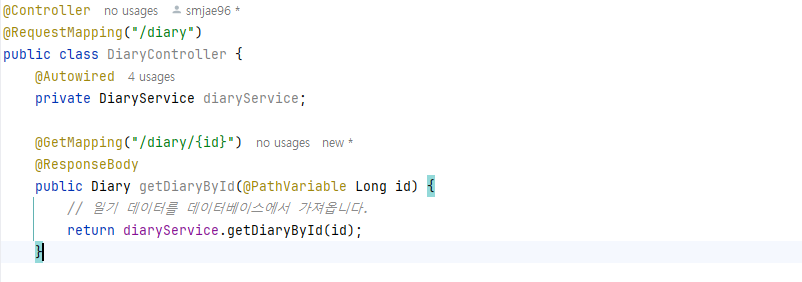 @Controller no usages smjae96 *
@RequestMapping("/diary")
public class DiaryController {
@Autowired 4 usages
private DiaryService diaryService;
@GetMapping("/diary/{id}") no usages new *
@ResponseBody
public Diary getDiaryById(@PathVariable Long id) {
// 일기 데이터를 데이터베이스에서 가져옵니다.
return diaryService.getDiaryById(id);
}